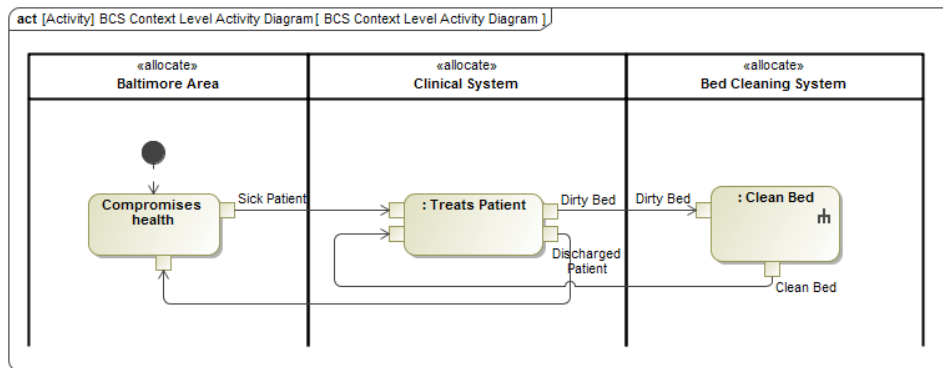 act [Activity] BCS Context Level Activity Diagram [ BCS Context Level Activity Diagram ]
«allocate»
Baltimore Area
«allocate»
Clinical System
«allocate»
Bed Cleaning System
Compromises
health
Sick Patient
: Treats Patient
Dirty Bed
Discharged
Patient
Dirty Bed
: Clean Bed
Clean Bed